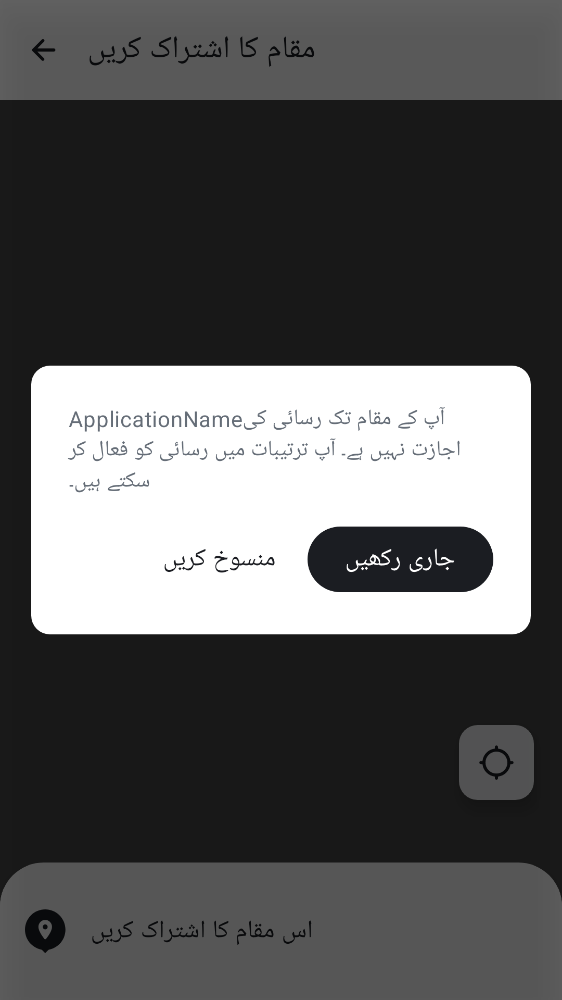 مقام کا اشتراک کریں
ApplicationNameآپ کے مقام تک رسائی کی
اجازت نہیں ہے۔ آپ ترتیبات میں رسائی کو فعال کر
سکتے ہیں۔
منسوخ کریں
جاری رکھیں
اس مقام کا اشتراک کریں